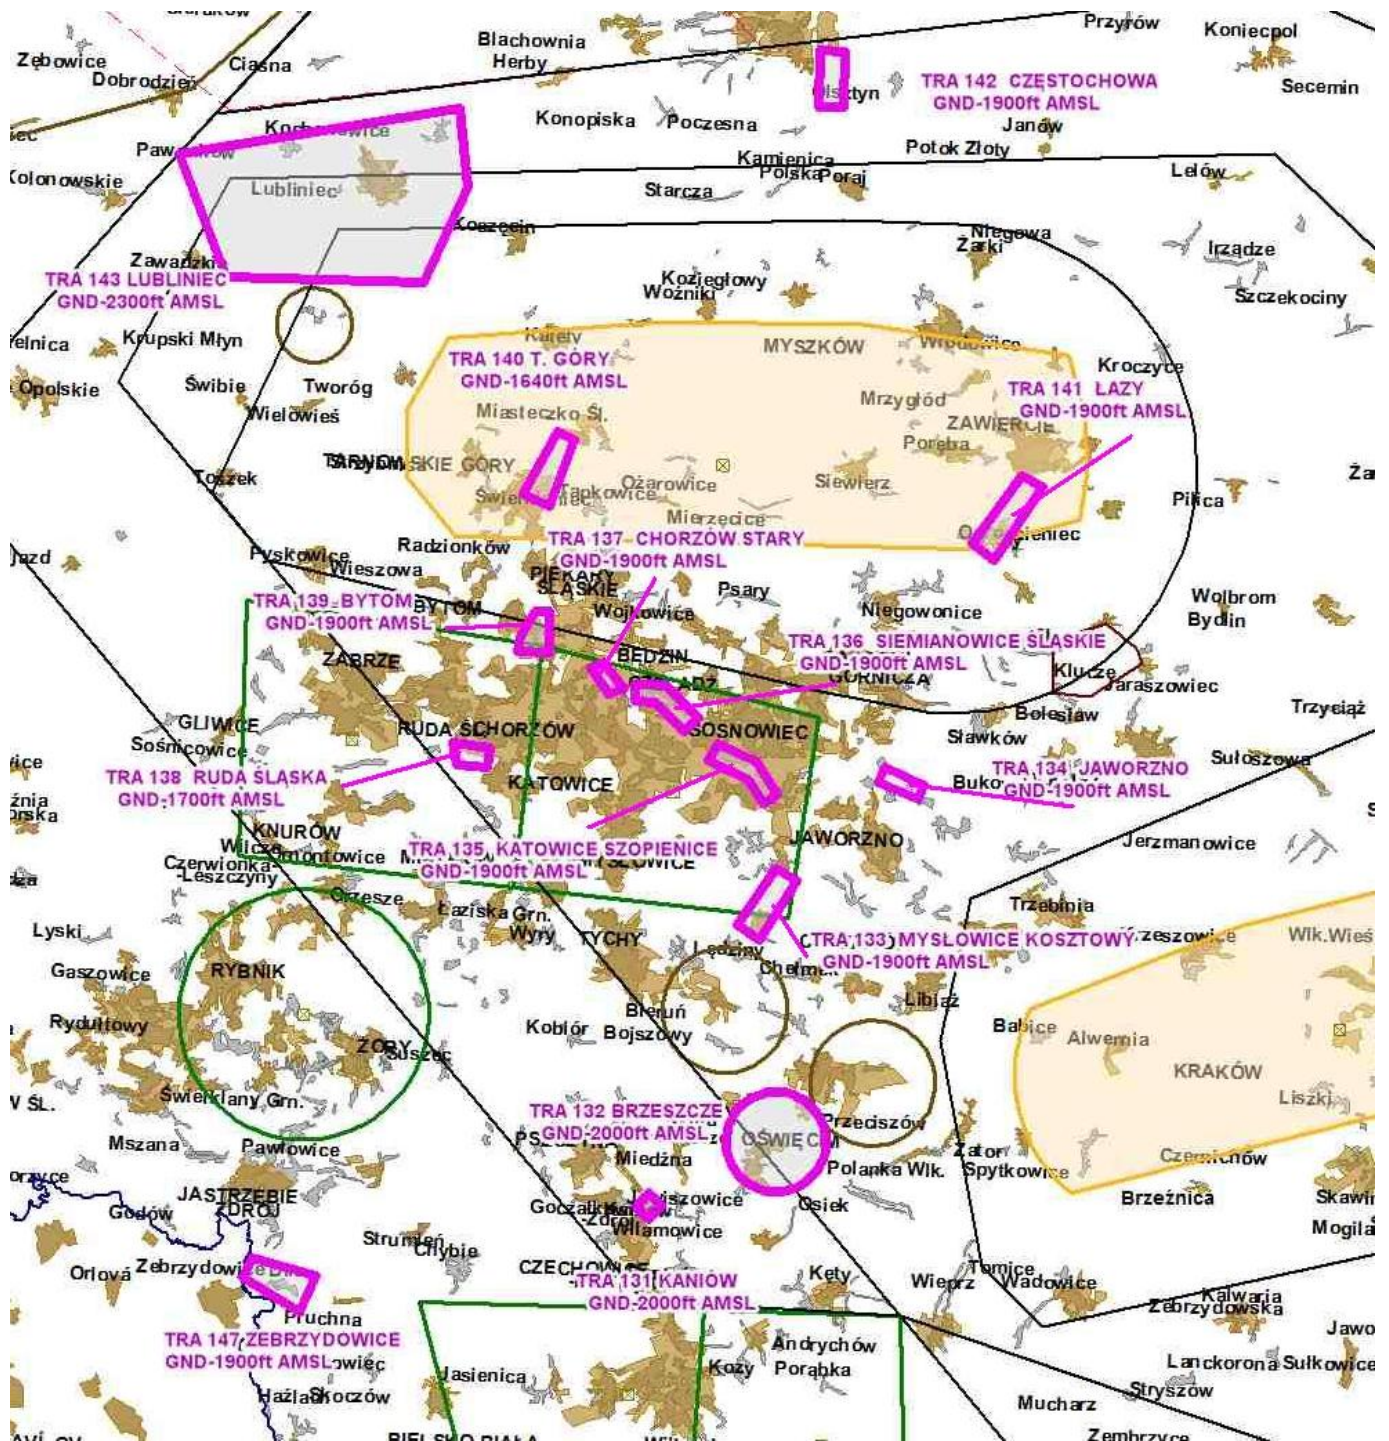 Ciasna
Blachownia
Herby
Przyrów
Koniecpol
Zębowice
Dobrodzień
Secemin
TRA 142 CZĘSTOCHOWA
GND-1900ft AMSL
Konopiska
Poczesna
Janów
Potok Złoty
Kamienica
Polska
Poraj
Lelów
Kolonowskie
Lubliniec
Starcza
Koszęcin
Niegowa
Żarki
Irządze
Zawadzki
TRA 143 LUBLINIEC
GND-2300ft AMSL
Koziegłowy
Woźniki
Szczekociny
Krupski Młyn
MYSZKÓW
TRA 140 T. GÓRY
GND-1640ft AMSL
Kroczyce
Opolskie
Świbie
Tworóg
Wielowieś
TRA 141 ŁAZY
GND-1900ft AMSL
Mrzygłód
Miasteczko Śl.
ZAWIERCIE
Poręba
SKIE GÓRY
Toszek
Ożarowice
Siewierz
Pilica
Mierzęcice
TRA 137 CHORZÓW STARY
GND-1900ft AMSL
Radzionków
Pyskowice
Wieszowa
PIEKARY
ŚLĄSKIE
Psary
Wojkowice
Niegowonice
Wolbrom
Bydlin
TRA 139 BYTOM
GND-1900ft AMSL
BYTOM
TRA 136 SIEMIANOWICE ŚLĄSKIE
GND-1900ft AMSL
ZABRZE
BĘDZIN
GÓRNICZA
Klucze
Jaraszowiec
Bolesław
Trzyciąż
GLIWICE
Sośnicowice
RUDA ŚL.
CHORZÓW
SOSNOWIEC
Sławków
Sułoszowa
TRA 138 RUDA ŚLĄSKA
GND-1700ft AMSL
KATOWICE
TRA 134 JAWORZNO
GND-1900ft AMSL
KNURÓW
JAWORZNO
Jerzmanowice
TRA 135 KATOWICE SZOPIENICE
GND-1900ft AMSL
Czerwionka-
-Leszczyny
Orzesze
Łaziska Grn.
Wyry
Trzebinia
Lyski
TYCHY
Lędziny
TRA 133 MYSŁOWICE KOSZTOWY
GND-1900ft AMSL
Wlk.Wieś
Gaszowice
RYBNIK
Libiąż
Rydułtowy
Bieruń
Bojszowy
Kobiór
Babice
Alwernia
ŻORY
Suszec
KRAKÓW
Liszki
Świerklany Grn.
TRA 132 BRZESZCZE
GND-2000ft AMSL
Przeciszów
Mszana
Pawłowice
Miedźna
Polanka Wlk.
Zator
Spytkowice
Czernichów
Brzeźnica
JASTRZĘBIE
ZDRÓJ
Godów
Osiek
Wilamowice
Strumień
Chybie
Orlová
TRA 131 KANIÓW
GND-2000ft AMSL
Kęty
Wieprz
Tomice
Wadowice
Kalwaria
Zebrzydowska
Pruchna
TRA 147 ZEBRZYDOWICE
GND-1900ft AMSL
Andrychów
Porąbka
Kozy
Jasienica
Skoczów
Lanckorona
Sułkowice
Stryszów
Mucharz
Zembrzyce